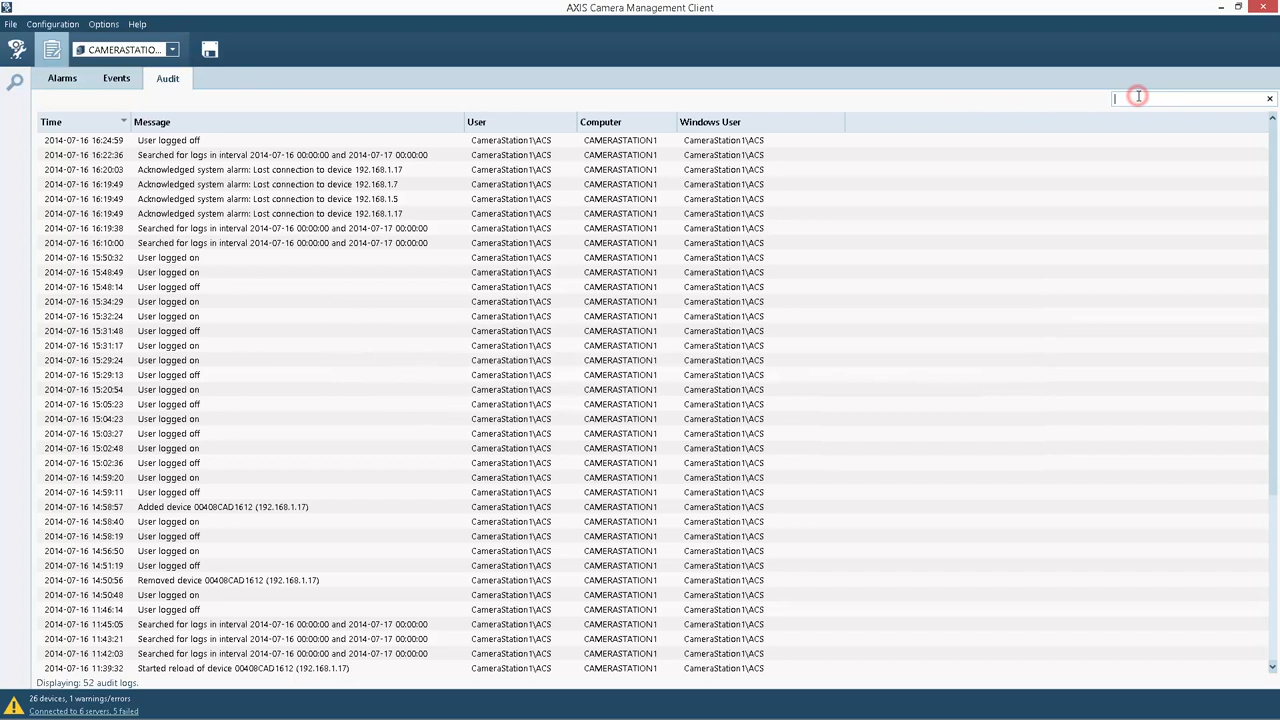 AXIS Camera Management Client
File Configuration Options Help
CAMERASTATIO...
Alarms Events Audit
Time Message User Computer Windows User
2014-07-16 16:24:59 User logged off CameraStation1\ACS CAMERASTATION1 CameraStation1\ACS
2014-07-16 16:22:36 Searched for logs in interval 2014-07-16 00:00:00 and 2014-07-17 00:00:00 CameraStation1\ACS CAMERASTATION1 CameraStation1\ACS
2014-07-16 16:20:03 Acknowledged system alarm: Lost connection to device 192.168.1.17 CameraStation1\ACS CAMERASTATION1 CameraStation1\ACS
2014-07-16 16:19:49 Acknowledged system alarm: Lost connection to device 192.168.1.7 CameraStation1\ACS CAMERASTATION1 CameraStation1\ACS
2014-07-16 16:19:49 Acknowledged system alarm: Lost connection to device 192.168.1.5 CameraStation1\ACS CAMERASTATION1 CameraStation1\ACS
2014-07-16 16:19:49 Acknowledged system alarm: Lost connection to device 192.168.1.17 CameraStation1\ACS CAMERASTATION1 CameraStation1\ACS
2014-07-16 16:19:38 Searched for logs in interval 2014-07-16 00:00:00 and 2014-07-17 00:00:00 CameraStation1\ACS CAMERASTATION1 CameraStation1\ACS
2014-07-16 16:10:00 Searched for logs in interval 2014-07-16 00:00:00 and 2014-07-17 00:00:00 CameraStation1\ACS CAMERASTATION1 CameraStation1\ACS
2014-07-16 15:50:32 User logged on CameraStation1\ACS CAMERASTATION1 CameraStation1\ACS
2014-07-16 15:48:49 User logged on CameraStation1\ACS CAMERASTATION1 CameraStation1\ACS
2014-07-16 15:48:14 User logged off CameraStation1\ACS CAMERASTATION1 CameraStation1\ACS
2014-07-16 15:34:29 User logged on CameraStation1\ACS CAMERASTATION1 CameraStation1\ACS
2014-07-16 15:32:24 User logged on CameraStation1\ACS CAMERASTATION1 CameraStation1\ACS
2014-07-16 15:31:48 User logged off CameraStation1\ACS CAMERASTATION1 CameraStation1\ACS
2014-07-16 15:31:17 User logged on CameraStation1\ACS CAMERASTATION1 CameraStation1\ACS
2014-07-16 15:29:24 User logged on CameraStation1\ACS CAMERASTATION1 CameraStation1\ACS
2014-07-16 15:29:13 User logged off CameraStation1\ACS CAMERASTATION1 CameraStation1\ACS
2014-07-16 15:20:54 User logged on CameraStation1\ACS CAMERASTATION1 CameraStation1\ACS
2014-07-16 15:05:23 User logged off CameraStation1\ACS CAMERASTATION1 CameraStation1\ACS
2014-07-16 15:04:23 User logged on CameraStation1\ACS CAMERASTATION1 CameraStation1\ACS
2014-07-16 15:03:27 User logged off CameraStation1\ACS CAMERASTATION1 CameraStation1\ACS
2014-07-16 15:02:48 User logged on CameraStation1\ACS CAMERASTATION1 CameraStation1\ACS
2014-07-16 15:02:36 User logged off CameraStation1\ACS CAMERASTATION1 CameraStation1\ACS
2014-07-16 14:59:20 User logged on CameraStation1\ACS CAMERASTATION1 CameraStation1\ACS
2014-07-16 14:59:11 User logged off CameraStation1\ACS CAMERASTATION1 CameraStation1\ACS
2014-07-16 14:58:57 Added device 00408CAD1612 (192.168.1.17) CameraStation1\ACS CAMERASTATION1 CameraStation1\ACS
2014-07-16 14:58:40 User logged on CameraStation1\ACS CAMERASTATION1 CameraStation1\ACS
2014-07-16 14:58:19 User logged off CameraStation1\ACS CAMERASTATION1 CameraStation1\ACS
2014-07-16 14:56:50 User logged on CameraStation1\ACS CAMERASTATION1 CameraStation1\ACS
2014-07-16 14:51:19 User logged off CameraStation1\ACS CAMERASTATION1 CameraStation1\ACS
2014-07-16 14:50:56 Removed device 00408CAD1612 (192.168.1.17) CameraStation1\ACS CAMERASTATION1 CameraStation1\ACS
2014-07-16 14:50:48 User logged on CameraStation1\ACS CAMERASTATION1 CameraStation1\ACS
2014-07-16 11:46:14 User logged off CameraStation1\ACS CAMERASTATION1 CameraStation1\ACS
2014-07-16 11:45:05 Searched for logs in interval 2014-07-16 00:00:00 and 2014-07-17 00:00:00 CameraStation1\ACS CAMERASTATION1 CameraStation1\ACS
2014-07-16 11:43:21 Searched for logs in interval 2014-07-16 00:00:00 and 2014-07-17 00:00:00 CameraStation1\ACS CAMERASTATION1 CameraStation1\ACS
2014-07-16 11:42:03 Searched for logs in interval 2014-07-16 00:00:00 and 2014-07-17 00:00:00 CameraStation1\ACS CAMERASTATION1 CameraStation1\ACS
2014-07-16 11:39:32 Started reload of device 00408CAD1612 (192.168.1.17) CameraStation1\ACS CAMERASTATION1 CameraStation1\ACS
Displaying: 52 audit logs.
26 devices, 1 warnings/errors
Connected to 6 servers, 5 failed